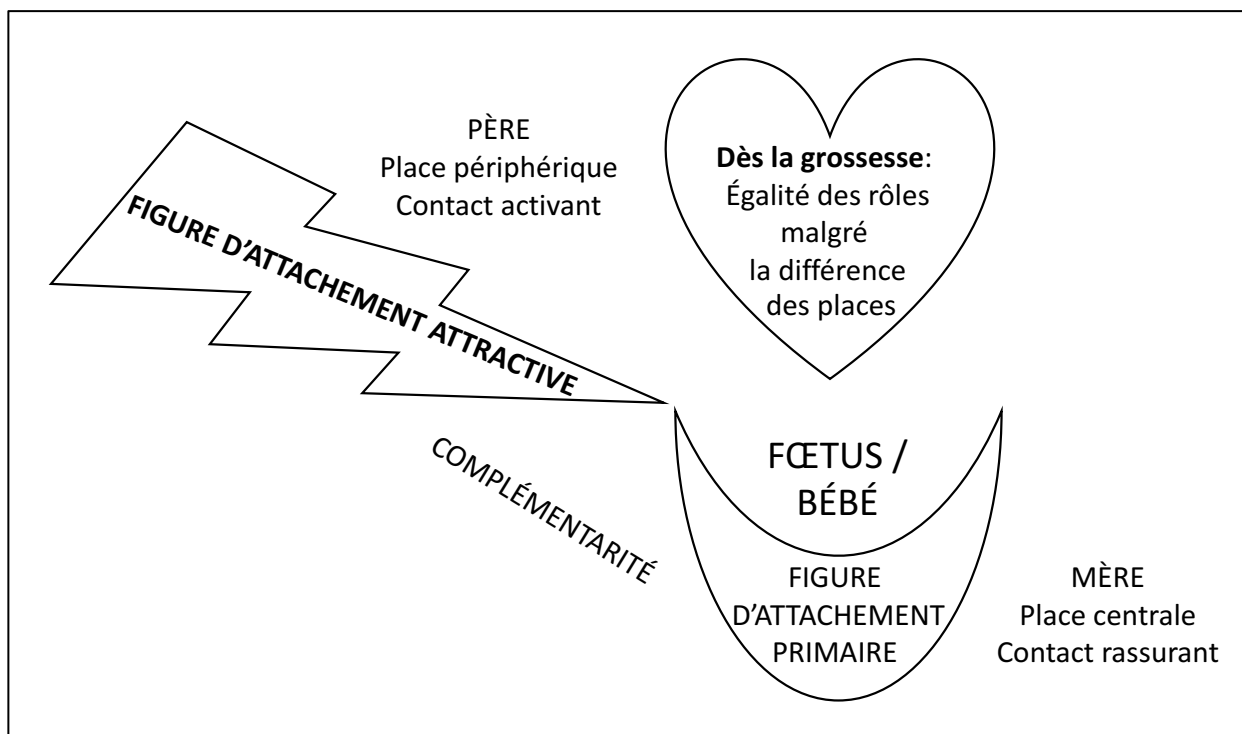 PÈRE
Place périphérique
Contact activant
FIGURE D’ATTACHEMENT ATTRACTIVE
Dès la grossesse:
Égalité des rôles
malgré
la différence
des places
COMPLÉMENTARITÉ
FŒTUS /
BÉBÉ
FIGURE
D’ATTACHEMENT
PRIMAIRE
MÈRE
Place centrale
Contact rassurant